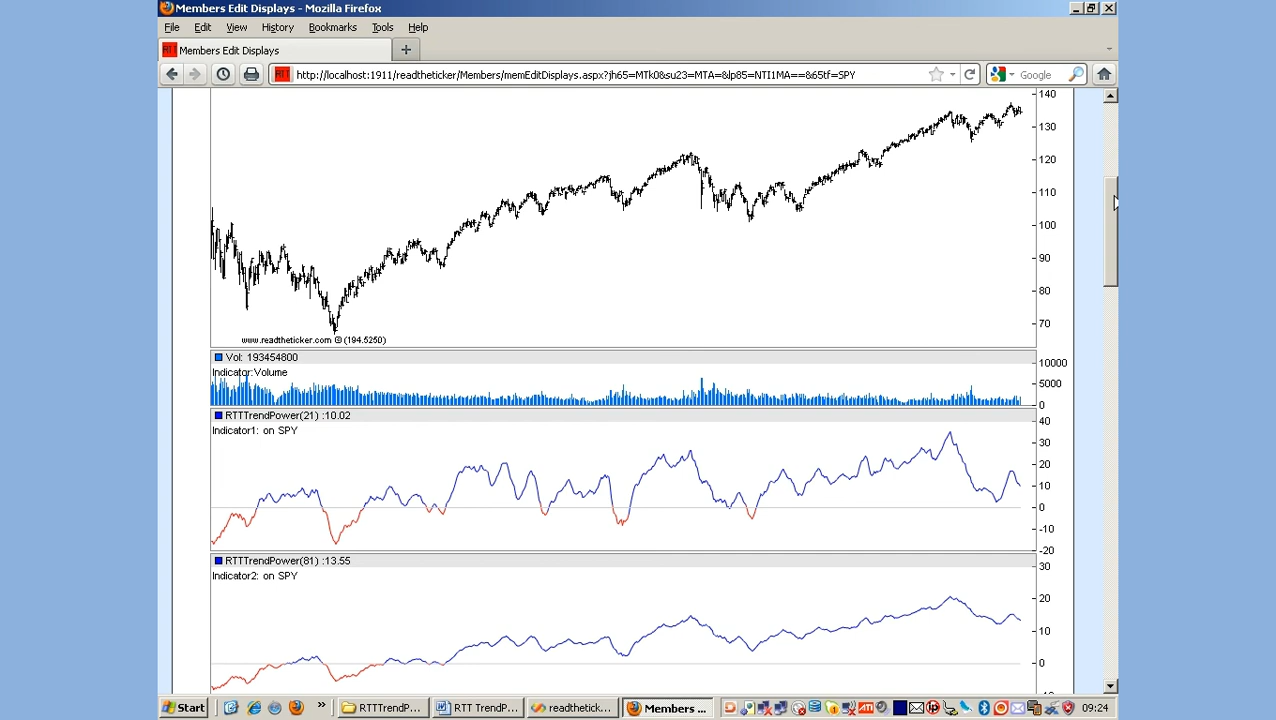 Members Edit Displays - Mozilla Firefox
File Edit View History Bookmarks Tools Help
RTT Members Edit Displays +
RTT http://localhost:1911/readtheticker/Members/memEditDisplays.aspx?jh65=MTk0&su23=MTA=&lp85=NTI1MA==&65tf=SPY Google
140
130
120
110
100
90
80
70
www.readtheticker.com © (194.5250)
Vol: 193454800
Indicator:Volume
10000
5000
0
RTTTrendPower(21) :10.02
Indicator1: on SPY
40
30
20
10
0
-10
-20
RTTTrendPower(81) :13.55
Indicator2: on SPY
30
20
10
0
Start » RTTTrendP... RTT TrendP... readthetick... Members ... ATI 09:24